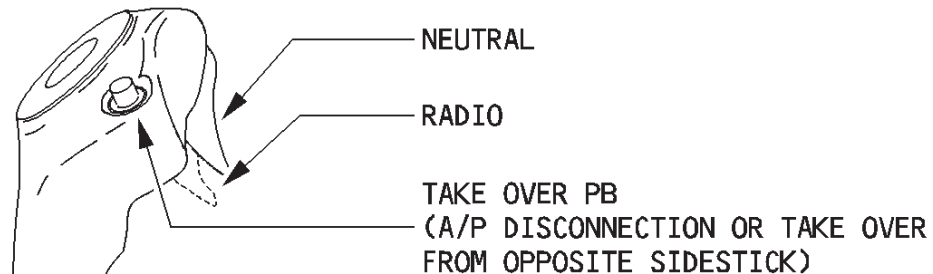 NEUTRAL
RADIO
TAKE OVER PB
(A/P DISCONNECTION OR TAKE OVER
FROM OPPOSITE SIDESTICK)